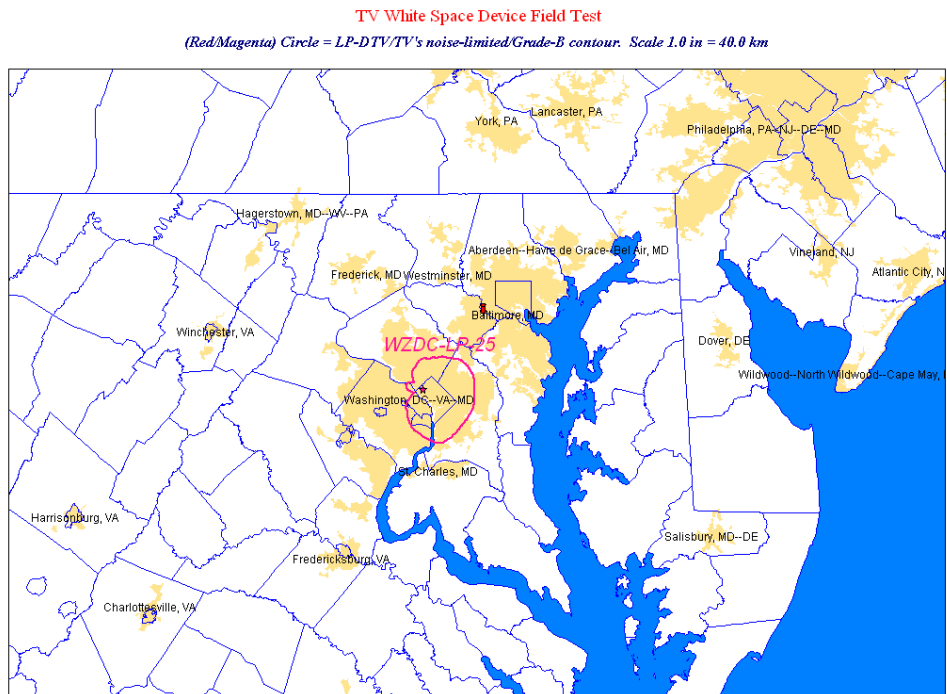 TV White Space Device Field Test
(Red/Magenta) Circle = LP-DTV/TV's noise-limited/Grade-B contour. Scale 1.0 in = 40.0 km
Lancaster, PA
York, PA
Philadelphia, PA--NJ--DE--MD
Hagerstown, MD--WV--PA
Aberdeen--Havre de Grace--Bel Air, MD
Vineland, NJ
Frederick, MD
Westminster, MD
Atlantic City, N
Baltimore, MD
Winchester, VA
WZDC-LP-25
Dover, DE
Wildwood--North Wildwood--Cape May,
Washington, DC--VA--MD
St. Charles, MD
Harrisonburg, VA
Salisbury, MD--DE
Fredericksburg, VA
Charlottesville, VA